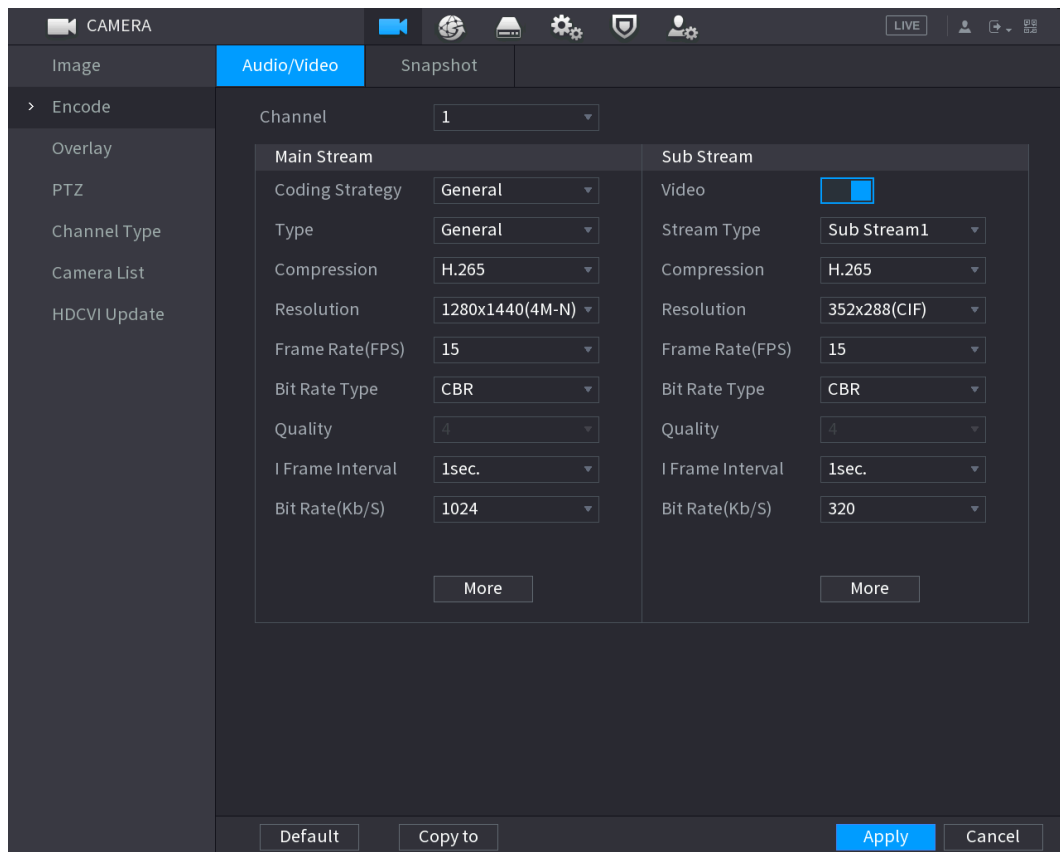 CAMERA
LIVE
Image
Encode
Overlay
PTZ
Channel Type
Camera List
HDCVI Update
Audio/Video Snapshot
Channel 1
Main Stream Sub Stream
Coding Strategy General Video
Type General Stream Type Sub Stream1
Compression H.265 Compression H.265
Resolution 1280x1440(4M-N) Resolution 352x288(CIF)
Frame Rate(FPS) 15 Frame Rate(FPS) 15
Bit Rate Type CBR Bit Rate Type CBR
Quality 4 Quality 4
I Frame Interval 1sec. I Frame Interval 1sec.
Bit Rate(Kb/S) 1024 Bit Rate(Kb/S) 320
More More
Default Copy to Apply Cancel